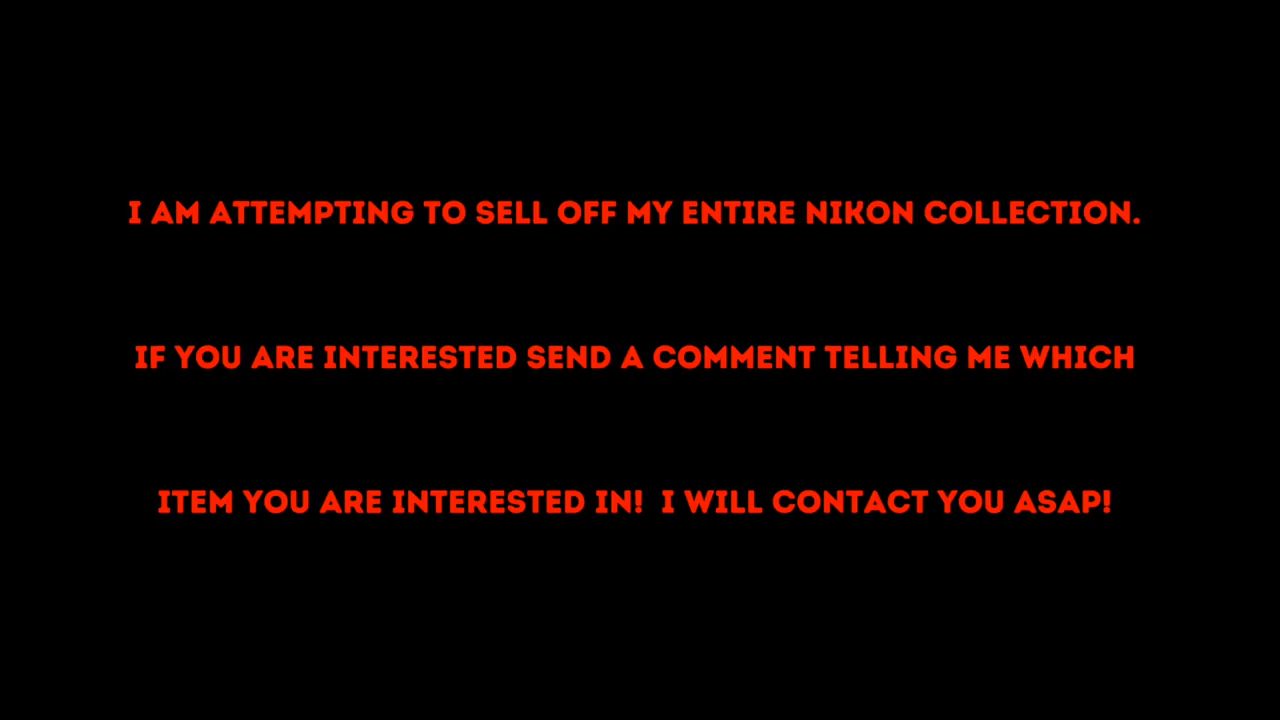 I AM ATTEMPTING TO SELL OFF MY ENTIRE NIKON COLLECTION.
IF YOU ARE INTERESTED SEND A COMMENT TELLING ME WHICH
ITEM YOU ARE INTERESTED IN!  I WILL CONTACT YOU ASAP!